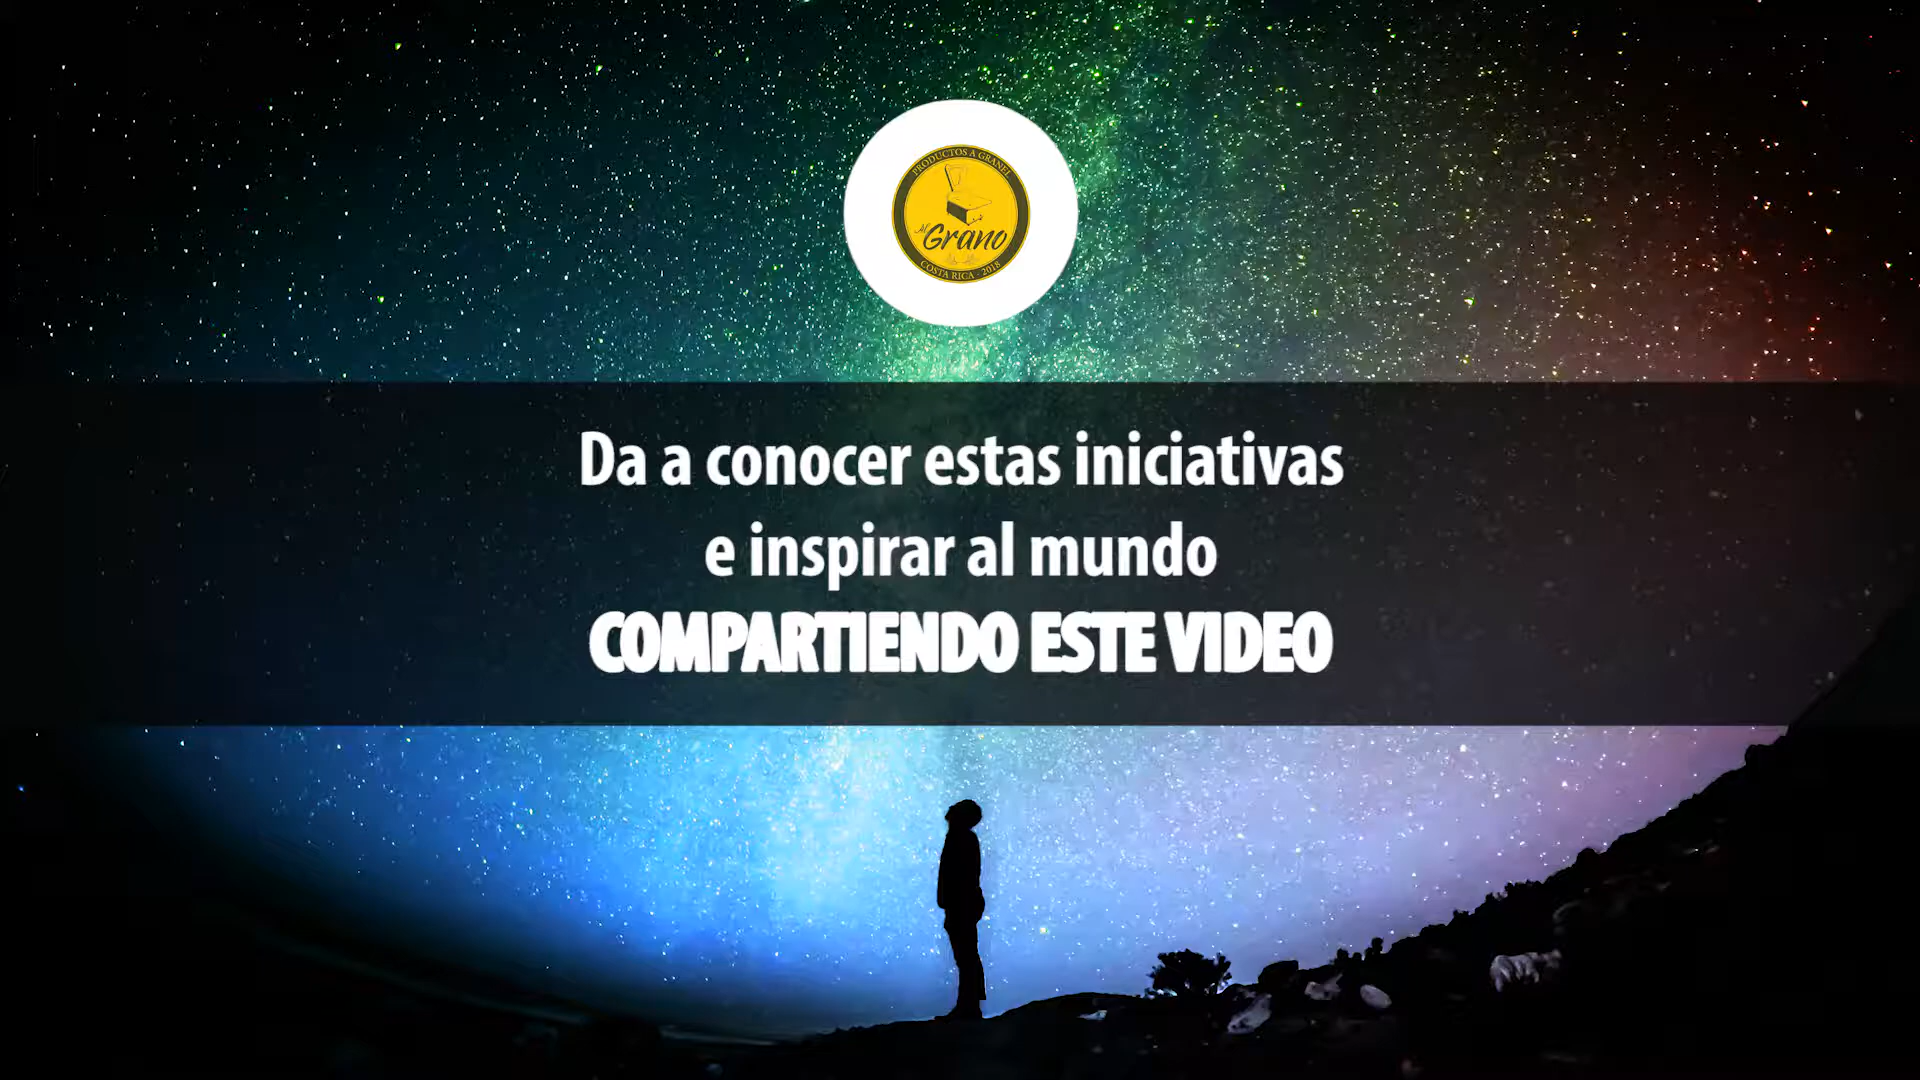 PRODUCTOS A GRANEL
Al Grano
COSTA RICA - 2018
Da a conocer estas iniciativas
e inspirar al mundo
COMPARTIENDO ESTE VIDEO